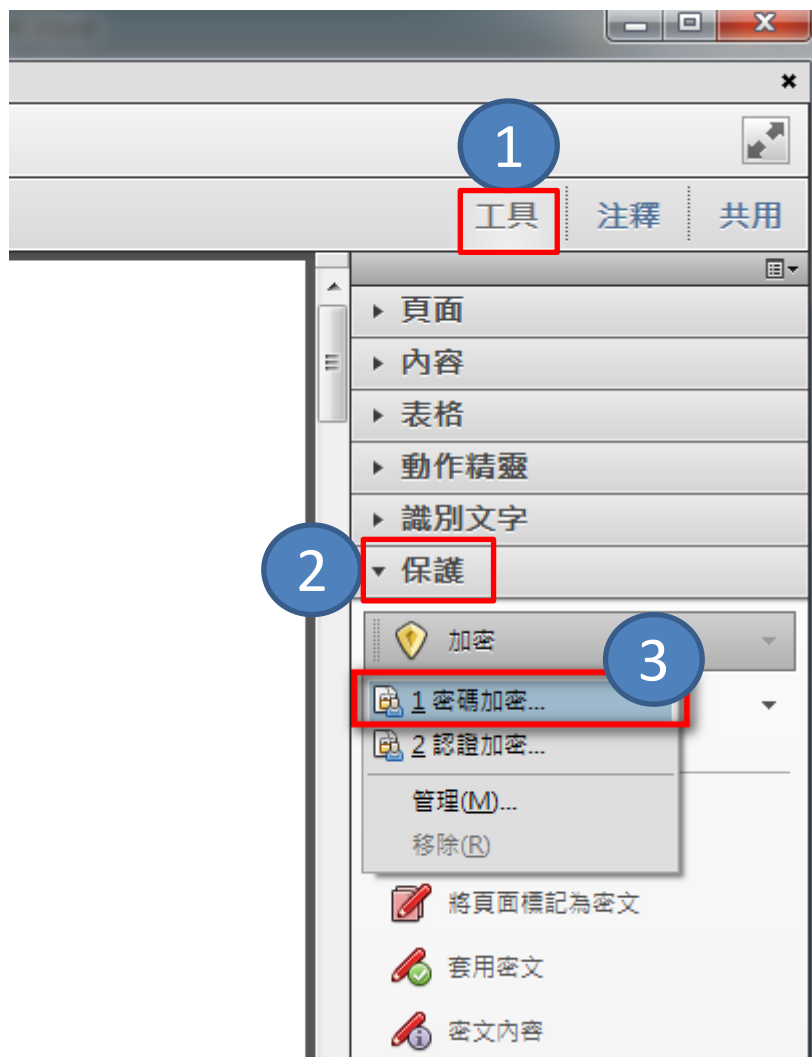 1
工具 注釋 共用
頁面
內容
表格
動作精靈
識別文字
2 保護
加密 3
1 密碼加密...
2 認證加密...
管理(M)...
移除(R)
將頁面標記為密文
套用密文
密文內容